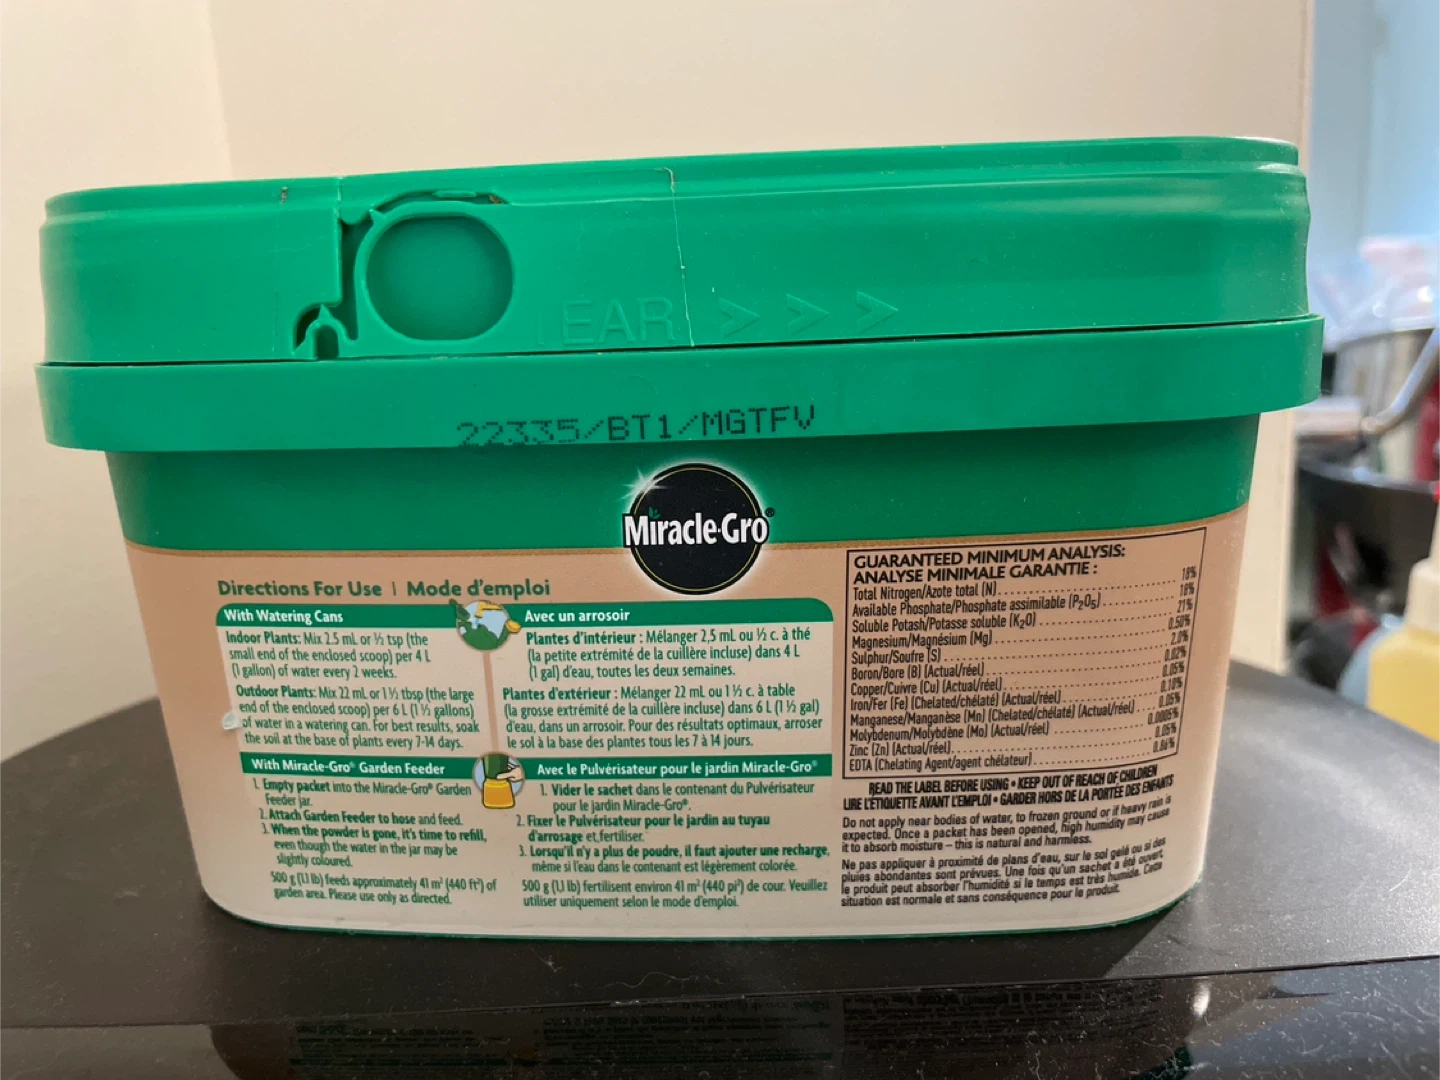 TEAR > > >
22335/BT1/MGTFV
Miracle-Gro®
Directions For Use | Mode d'emploi
With Watering Cans
Indoor Plants: Mix 2.5 mL or ½ tsp (the
small end of the enclosed scoop) per 4 L
(1 gallon) of water every 2 weeks.
Outdoor Plants: Mix 22 mL or 1 ½ tbsp (the large
end of the enclosed scoop) per 6 L (1 ½ gallons)
of water in a watering can. For best results, soak
the soil at the base of plants every 7-14 days.
Avec un arrosoir
Plantes d'intérieur : Mélanger 2,5 mL ou ½ c. à thé
(la petite extrémité de la cuillère incluse) dans 4 L
(1 gal) d'eau, toutes les deux semaines.
Plantes d'extérieur : Mélanger 22 mL ou 1 ½ c. à table
(la grosse extrémité de la cuillère incluse) dans 6 L (1 ½ gal)
d'eau, dans un arrosoir. Pour des résultats optimaux, arroser
le sol à la base des plantes tous les 7 à 14 jours.
With Miracle-Gro® Garden Feeder
1. Empty packet into the Miracle-Gro® Garden
Feeder jar.
2. Attach Garden Feeder to hose and feed.
3. When the powder is gone, it's time to refill,
even though the water in the jar may be
slightly coloured.
500 g (1.1 lb) feeds approximately 41 m² (440 ft²) of
garden area. Please use only as directed.
Avec le Pulvérisateur pour le jardin Miracle-Gro®
1. Vider le sachet dans le contenant du Pulvérisateur
pour le jardin Miracle-Gro®.
2. Fixer le Pulvérisateur pour le jardin au tuyau
d'arrosage et fertiliser.
3. Lorsqu'il n'y a plus de poudre, il faut ajouter une recharge,
même si l'eau dans le contenant est légèrement colorée.
500 g (1,1 lb) fertilisent environ 41 m² (440 pi²) de cour. Veuillez
utiliser uniquement selon le mode d'emploi.
GUARANTEED MINIMUM ANALYSIS:
ANALYSE MINIMALE GARANTIE :
Total Nitrogen/Azote total (N) 18%
Available Phosphate/Phosphate assimilable (P₂O₅) 18%
Soluble Potash/Potasse soluble (K₂O) 21%
Magnesium/Magnésium (Mg) 0.50%
Sulphur/Soufre (S) 2.0%
Boron/Bore (B) (Actual/réel) 0.02%
Copper/Cuivre (Cu) (Actual/réel) 0.05%
Iron/Fer (Fe) (Chelated/chélaté) (Actual/réel) 0.10%
Manganese/Manganèse (Mn) (Chelated/chélaté) (Actual/réel) 0.05%
Molybdenum/Molybdène (Mo) (Actual/réel) 0.0005%
Zinc (Zn) (Actual/réel) 0.05%
EDTA (Chelating Agent/agent chélateur)
READ THE LABEL BEFORE USING • KEEP OUT OF REACH OF CHILDREN
LIRE L'ÉTIQUETTE AVANT L'EMPLOI • GARDER HORS DE LA PORTÉE DES ENFANTS
Do not apply near bodies of water, to frozen ground or if heavy rain is
expected. Once a packet has been opened, high humidity may cause
it to absorb moisture – this is natural and harmless.
Ne pas appliquer à proximité de plans d'eau, sur le sol gelé ou si des
pluies abondantes sont prévues. Une fois qu'un sachet a été ouvert,
le produit peut absorber l'humidité si le temps est très humide. Cette
situation est normale et sans conséquence pour le produit.